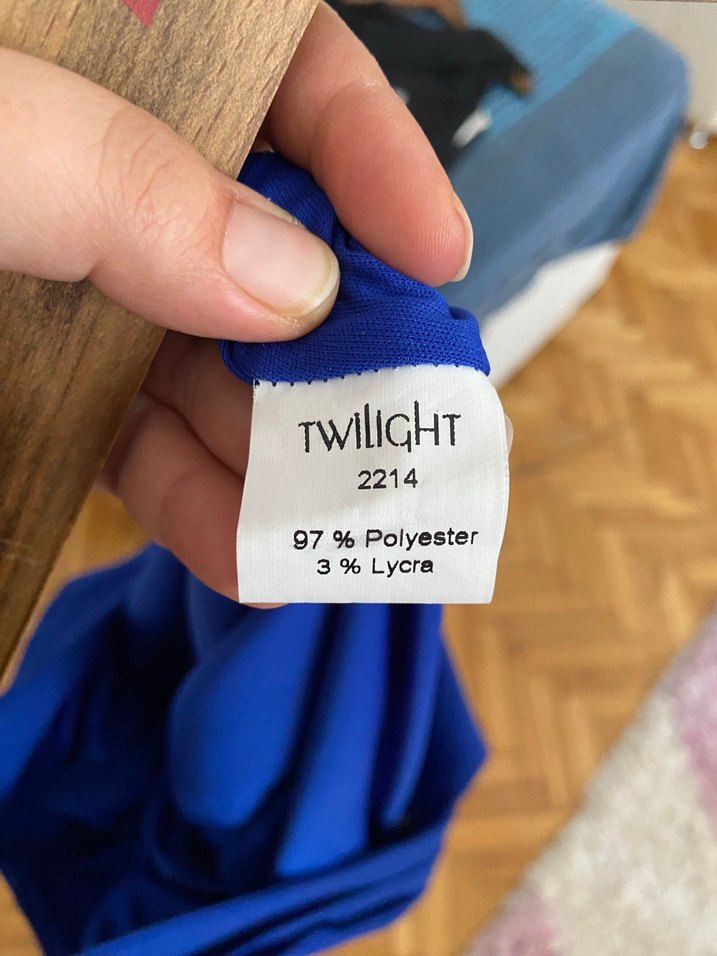 TWILIGHT
2214
97 % Polyester
3 % Lycra